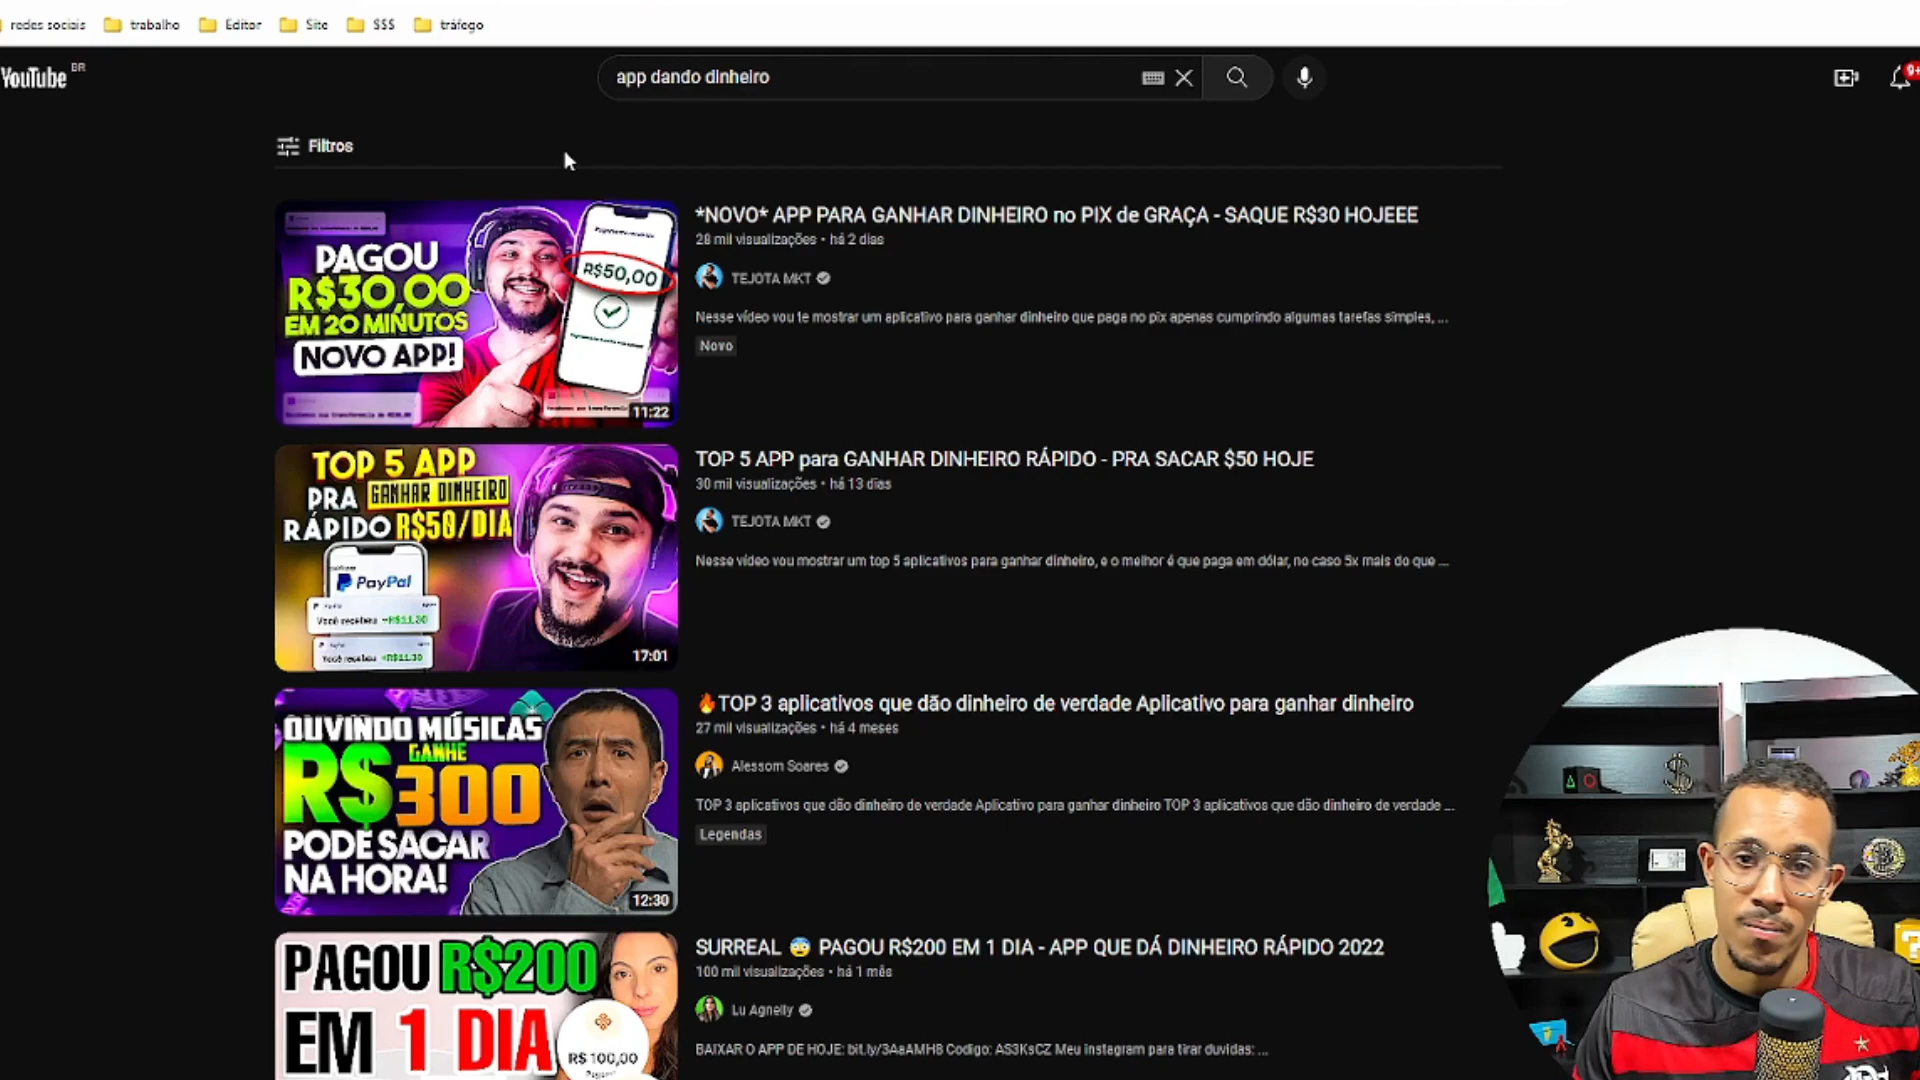 redes sociais trabalho Editor Site $$$ tráfego
YouTube BR
app dando dinheiro
9+
Filtros
PAGOU
R$30,00
EM 20 MINUTOS
NOVO APP!
R$50,00
11:22
*NOVO* APP PARA GANHAR DINHEIRO no PIX de GRAÇA - SAQUE R$30 HOJEEE
28 mil visualizações • há 2 dias
TEJOTA MKT
Nesse vídeo vou te mostrar um aplicativo para ganhar dinheiro que paga no pix apenas cumprindo algumas tarefas simples, ...
Novo
TOP 5 APP
PRA GANHAR DINHEIRO
RÁPIDO R$50/DIA
PayPal
Você recebeu +R$11,30
Você recebeu +R$11,30
17:01
TOP 5 APP para GANHAR DINHEIRO RÁPIDO - PRA SACAR $50 HOJE
30 mil visualizações • há 13 dias
TEJOTA MKT
Nesse vídeo vou mostrar um top 5 aplicativos para ganhar dinheiro, e o melhor é que paga em dólar, no caso 5x mais do que ...
OUVINDO MÚSICAS
GANHE
R$300
PODE SACAR
NA HORA!
12:30
🔥TOP 3 aplicativos que dão dinheiro de verdade Aplicativo para ganhar dinheiro
27 mil visualizações • há 4 meses
Alessom Soares
TOP 3 aplicativos que dão dinheiro de verdade Aplicativo para ganhar dinheiro TOP 3 aplicativos que dão dinheiro de verdade ...
Legendas
PAGOU R$200
EM 1 DIA
R$ 100,00
SURREAL 😨 PAGOU R$200 EM 1 DIA - APP QUE DÁ DINHEIRO RÁPIDO 2022
100 mil visualizações • há 1 mês
Lu Agnelly
BAIXAR O APP DE HOJE: bit.ly/3AaAMH8 Codigo: AS3KsCZ Meu instagram para tirar duvidas: ...